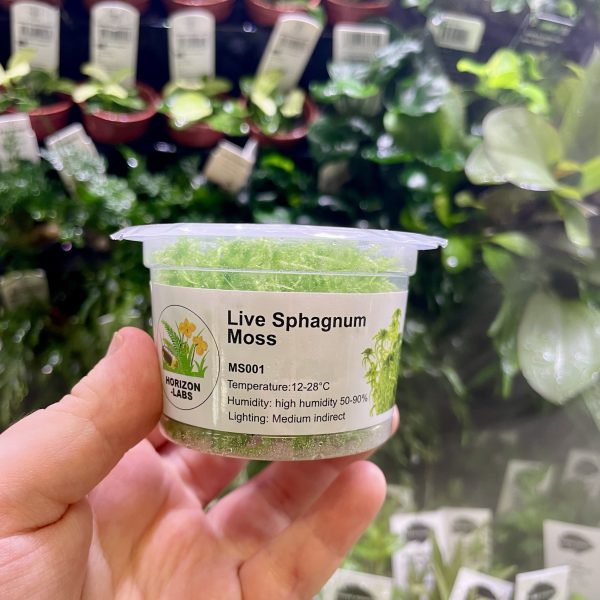 Live Sphagnum
Moss
MS001
Temperature:12-28°C
Humidity: high humidity 50-90%
Lighting: Medium indirect
HORIZON
-LABS